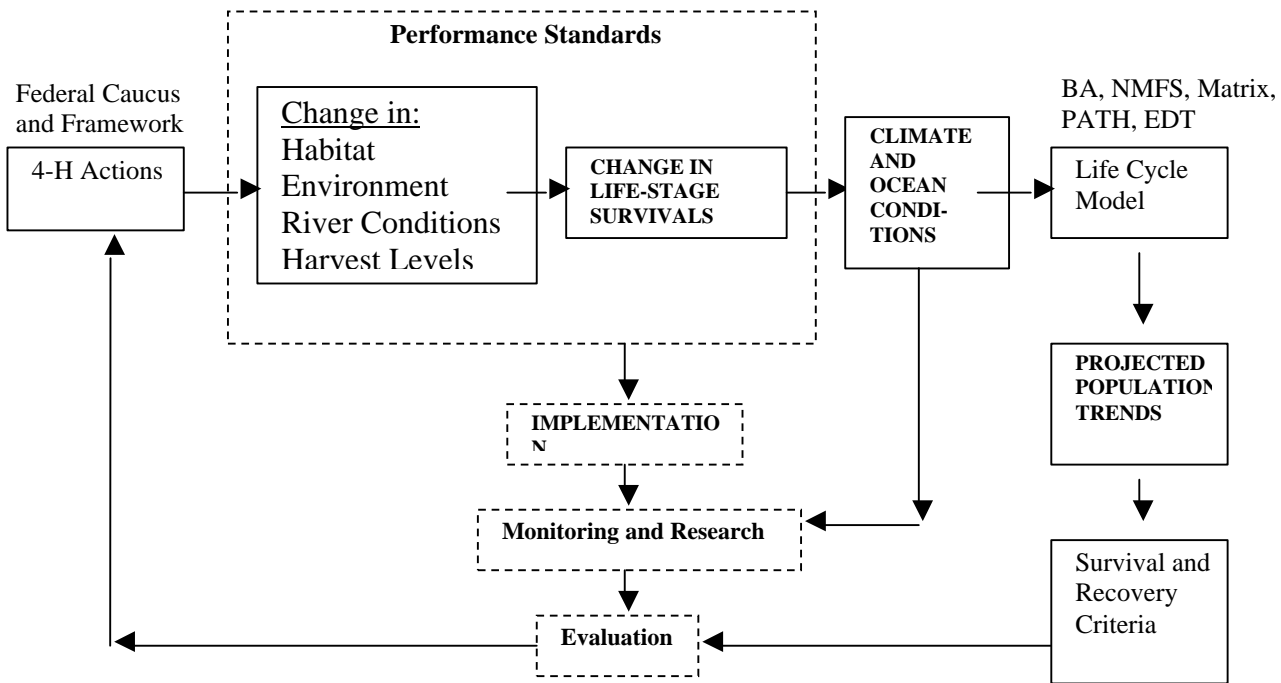 Performance Standards
Federal Caucus
and Framework
4-H Actions
Change in:
Habitat
Environment
River Conditions
Harvest Levels
CHANGE IN
LIFE-STAGE
SURVIVALS
CLIMATE
AND
OCEAN
CONDI-
TIONS
BA, NMFS, Matrix,
PATH, EDT
Life Cycle
Model
PROJECTED
POPULATION
TRENDS
IMPLEMENTATIO
N
Monitoring and Research
Evaluation
Survival and
Recovery
Criteria